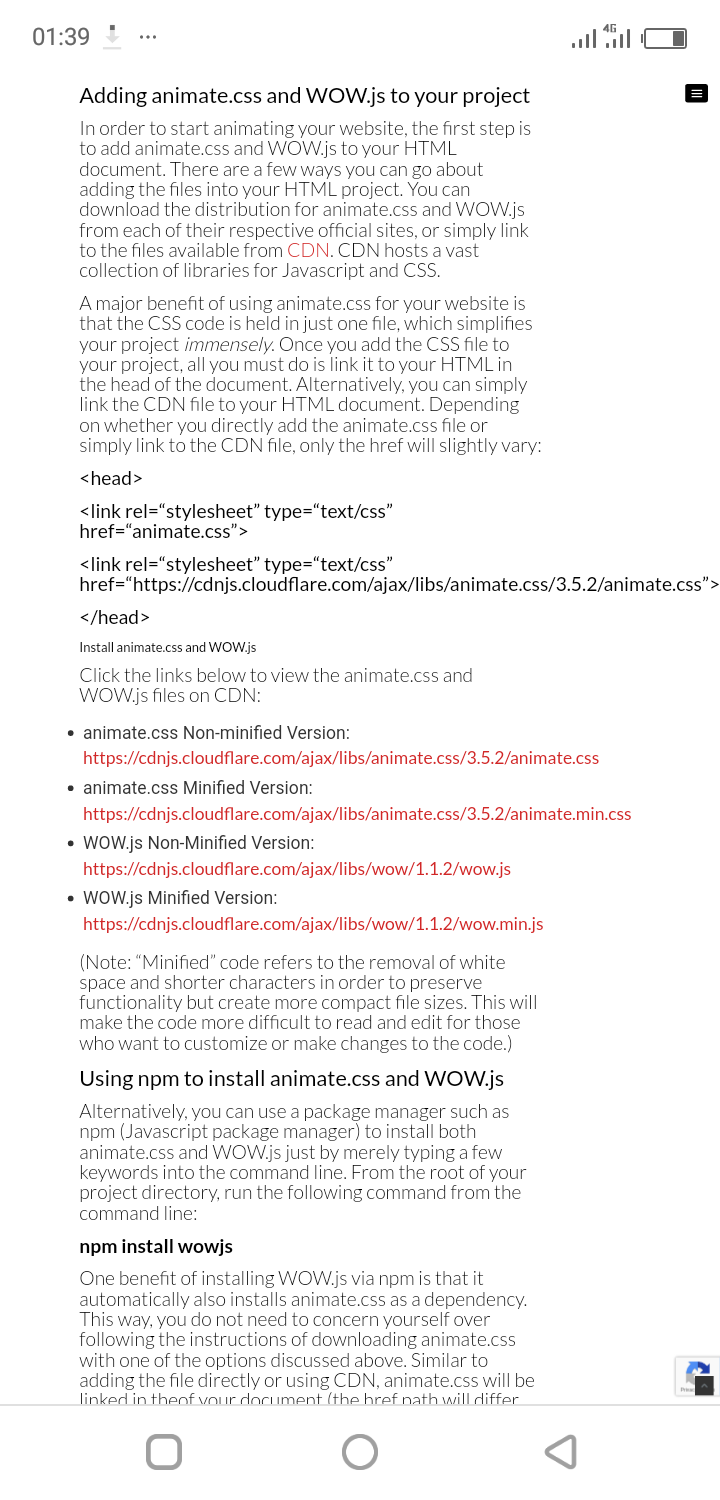 01:39
4G
Adding animate.css and WOW.js to your project
In order to start animating your website, the first step is
to add animate.css and WOW.js to your HTML
document. There are a few ways you can go about
adding the files into your HTML project. You can
download the distribution for animate.css and WOW.js
from each of their respective official sites, or simply link
to the files available from CDN. CDN hosts a vast
collection of libraries for Javascript and CSS.
A major benefit of using animate.css for your website is
that the CSS code is held in just one file, which simplifies
your project immensely. Once you add the CSS file to
your project, all you must do is link it to your HTML in
the head of the document. Alternatively, you can simply
link the CDN file to your HTML document. Depending
on whether you directly add the animate.css file or
simply link to the CDN file, only the href will slightly vary:
<head>
<link rel=“stylesheet” type=“text/css”
href=“animate.css”>
<link rel=“stylesheet” type=“text/css”
href=“https://cdnjs.cloudflare.com/ajax/libs/animate.css/3.5.2/animate.css”>
</head>
Install animate.css and WOW.js
Click the links below to view the animate.css and
WOW.js files on CDN:
• animate.css Non-minified Version:
https://cdnjs.cloudflare.com/ajax/libs/animate.css/3.5.2/animate.css
• animate.css Minified Version:
https://cdnjs.cloudflare.com/ajax/libs/animate.css/3.5.2/animate.min.css
• WOW.js Non-Minified Version:
https://cdnjs.cloudflare.com/ajax/libs/wow/1.1.2/wow.js
• WOW.js Minified Version:
https://cdnjs.cloudflare.com/ajax/libs/wow/1.1.2/wow.min.js
(Note: “Minified” code refers to the removal of white
space and shorter characters in order to preserve
functionality but create more compact file sizes. This will
make the code more difficult to read and edit for those
who want to customize or make changes to the code.)
Using npm to install animate.css and WOW.js
Alternatively, you can use a package manager such as
npm (Javascript package manager) to install both
animate.css and WOW.js just by merely typing a few
keywords into the command line. From the root of your
project directory, run the following command from the
command line:
npm install wowjs
One benefit of installing WOW.js via npm is that it
automatically also installs animate.css as a dependency.
This way, you do not need to concern yourself over
following the instructions of downloading animate.css
with one of the options discussed above. Similar to
adding the file directly or using CDN, animate.css will be
linked in theof your document (the href path will differ